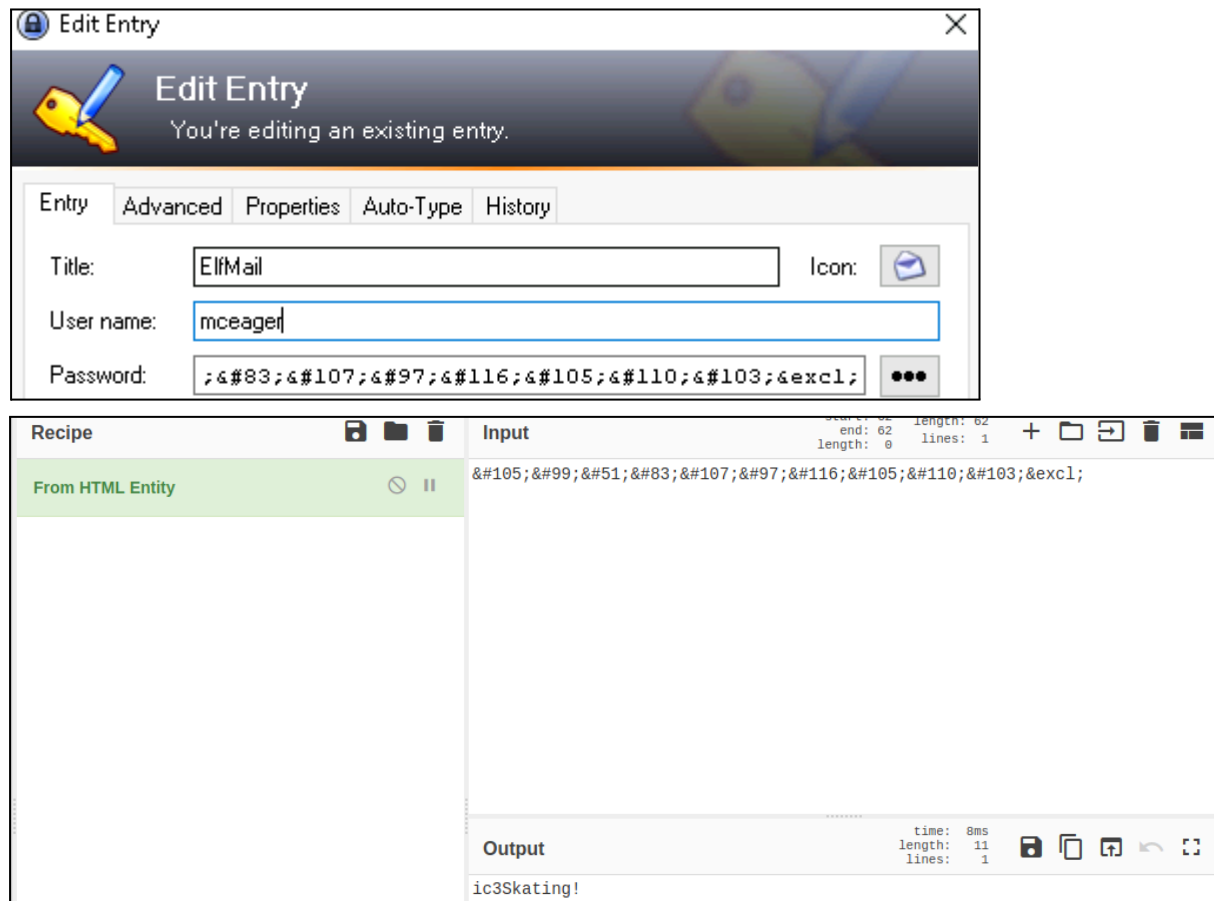 Edit Entry
Edit Entry
You're editing an existing entry.
Entry Advanced Properties Auto-Type History
Title: ElfMail Icon:
User name: mceager
Password: ;&#83;&#107;&#97;&#116;&#105;&#110;&#103;&excl;
Recipe
Input
length: 62
end: 62
lines: 1
length: 0
From HTML Entity
&#105;&#99;&#51;&#83;&#107;&#97;&#116;&#105;&#110;&#103;&excl;
Output
time: 8ms
length: 11
lines: 1
ic3Skating!